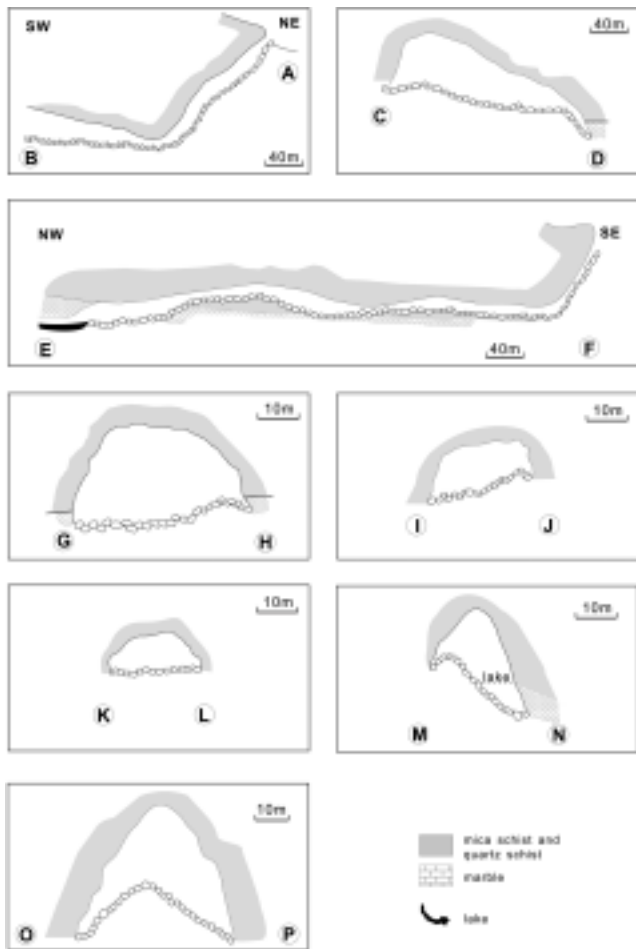 SW
NE
A
B
40m
40m
C
D
NW
SE
E
F
40m
10m
G
H
10m
I
J
10m
K
L
10m
lake
M
N
10m
O
P
mica schist and
quartz schist
marble
lake